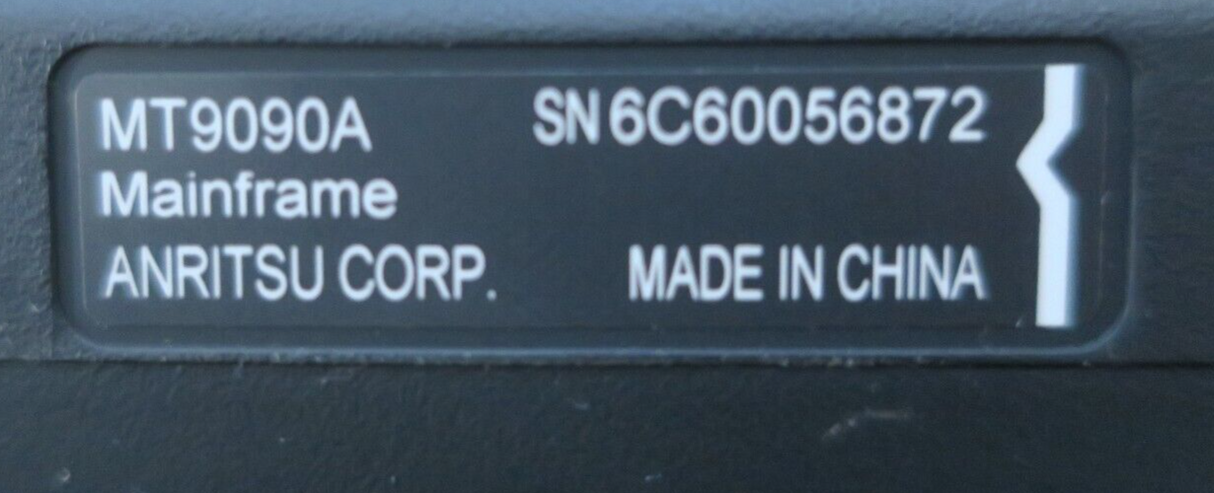 MT9090A SN 6C60056872
Mainframe
ANRITSU CORP. MADE IN CHINA